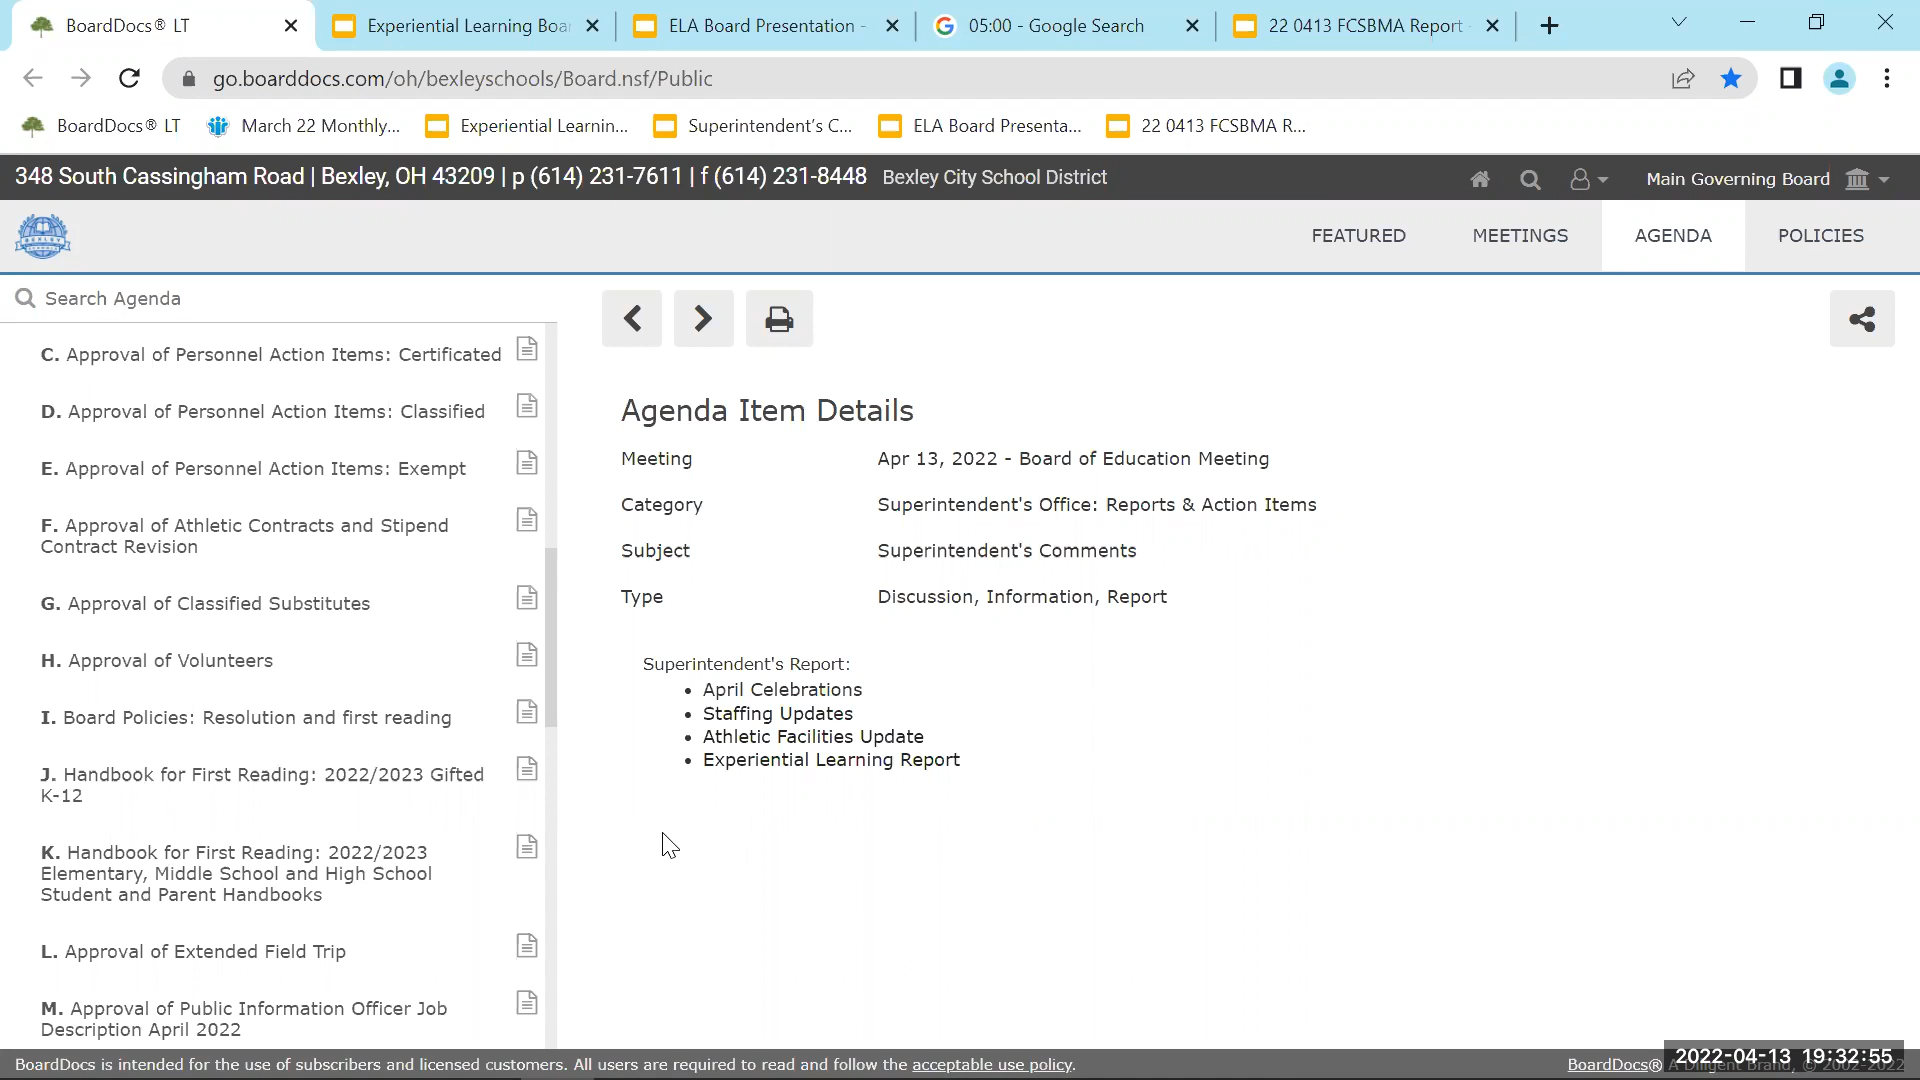 BoardDocs® LT
Experiential Learning Boar
ELA Board Presentation -
05:00 - Google Search
22 0413 FCSBMA Report -
go.boarddocs.com/oh/bexleyschools/Board.nsf/Public
BoardDocs® LT
March 22 Monthly...
Experiential Learnin...
Superintendent's C...
ELA Board Presenta...
22 0413 FCSBMA R...
348 South Cassingham Road | Bexley, OH 43209 | p (614) 231-7611 | f (614) 231-8448 Bexley City School District
Main Governing Board
BEXLEY
FEATURED
MEETINGS
AGENDA
POLICIES
Search Agenda
C. Approval of Personnel Action Items: Certificated
D. Approval of Personnel Action Items: Classified
E. Approval of Personnel Action Items: Exempt
F. Approval of Athletic Contracts and Stipend
Contract Revision
G. Approval of Classified Substitutes
H. Approval of Volunteers
I. Board Policies: Resolution and first reading
J. Handbook for First Reading: 2022/2023 Gifted
K-12
K. Handbook for First Reading: 2022/2023
Elementary, Middle School and High School
Student and Parent Handbooks
L. Approval of Extended Field Trip
M. Approval of Public Information Officer Job
Description April 2022
Agenda Item Details
Meeting Apr 13, 2022 - Board of Education Meeting
Category Superintendent's Office: Reports & Action Items
Subject Superintendent's Comments
Type Discussion, Information, Report
Superintendent's Report:
• April Celebrations
• Staffing Updates
• Athletic Facilities Update
• Experiential Learning Report
BoardDocs is intended for the use of subscribers and licensed customers. All users are required to read and follow the acceptable use policy.
BoardDocs® A Diligent Brand, © 2002-2022
2022-04-13 19:32:55